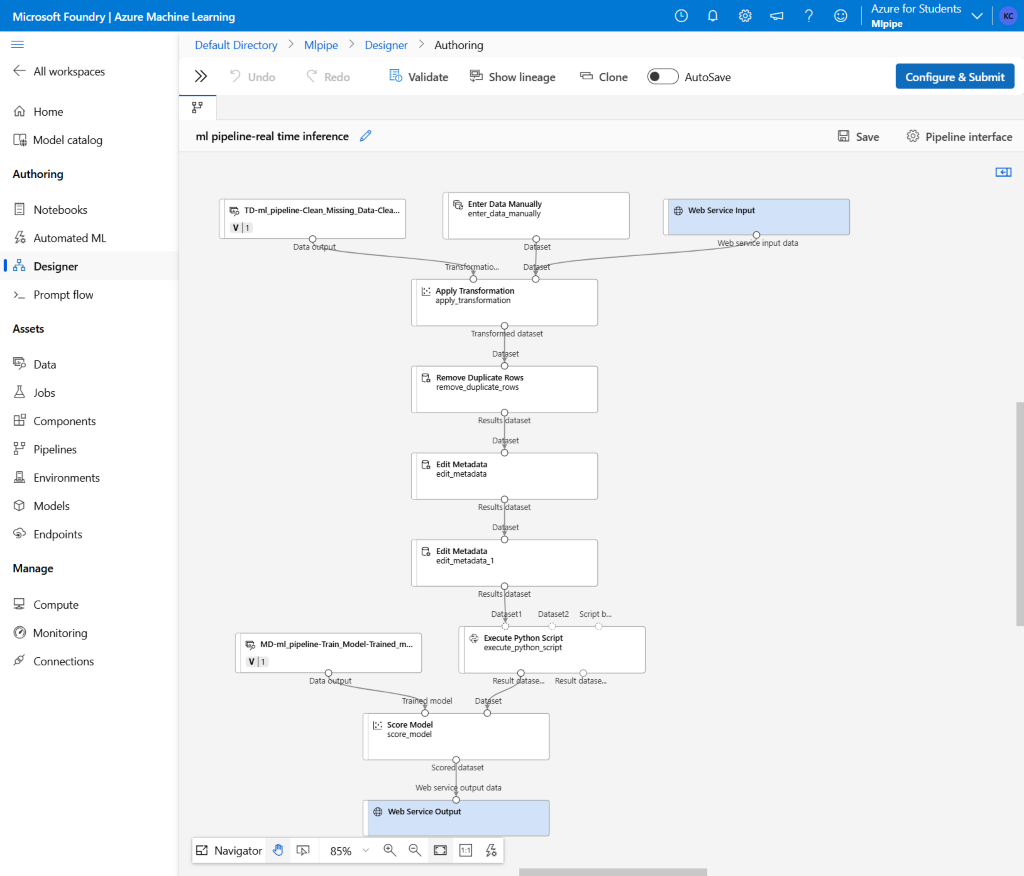 Microsoft Foundry | Azure Machine Learning
Azure for Students
Mlpipe
KC
All workspaces
Home
Model catalog
Authoring
Notebooks
Automated ML
Designer
Prompt flow
Assets
Data
Jobs
Components
Pipelines
Environments
Models
Endpoints
Manage
Compute
Monitoring
Connections
Default Directory > Mlpipe > Designer > Authoring
Undo
Redo
Validate
Show lineage
Clone
AutoSave
Configure & Submit
ml pipeline-real time inference
Save
Pipeline interface
TD-ml_pipeline-Clean_Missing_Data-Clea...
V | 1
Data output
Enter Data Manually
enter_data_manually
Dataset
Web Service Input
Web service input data
Transformatio...
Dataset
Apply Transformation
apply_transformation
Transformed dataset
Dataset
Remove Duplicate Rows
remove_duplicate_rows
Results dataset
Dataset
Edit Metadata
edit_metadata
Results dataset
Dataset
Edit Metadata
edit_metadata_1
Results dataset
Dataset1
Dataset2
Script b...
MD-ml_pipeline-Train_Model-Trained_m...
V | 1
Data output
Execute Python Script
execute_python_script
Result datase...
Result datase...
Trained model
Dataset
Score Model
score_model
Scored dataset
Web service output data
Web Service Output
Navigator
85%
1:1